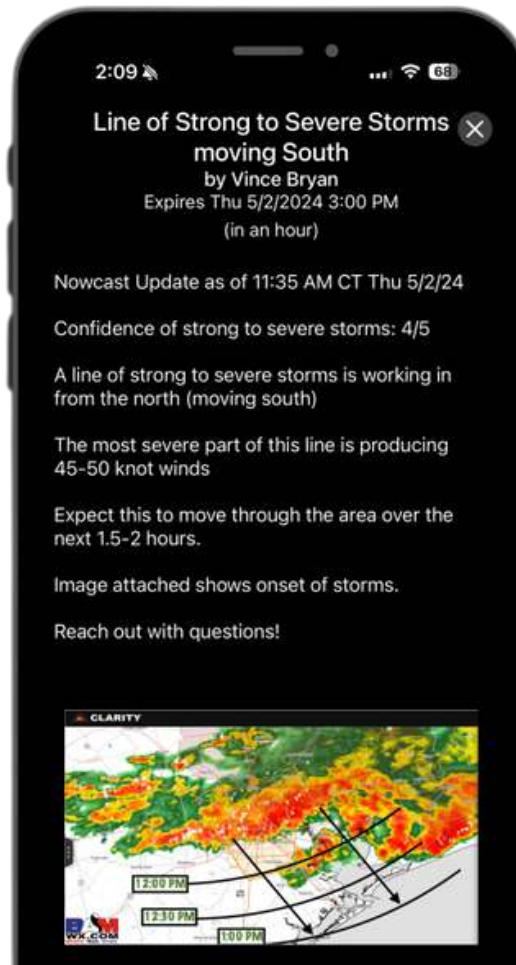 2:09
68
Line of Strong to Severe Storms
moving South
by Vince Bryan
Expires Thu 5/2/2024 3:00 PM
(in an hour)
Nowcast Update as of 11:35 AM CT Thu 5/2/24
Confidence of strong to severe storms: 4/5
A line of strong to severe storms is working in
from the north (moving south)
The most severe part of this line is producing
45-50 knot winds
Expect this to move through the area over the
next 1.5-2 hours.
Image attached shows onset of storms.
Reach out with questions!
CLARITY
12:00 PM
12:30 PM
1:00 PM
BAM
WX.COM